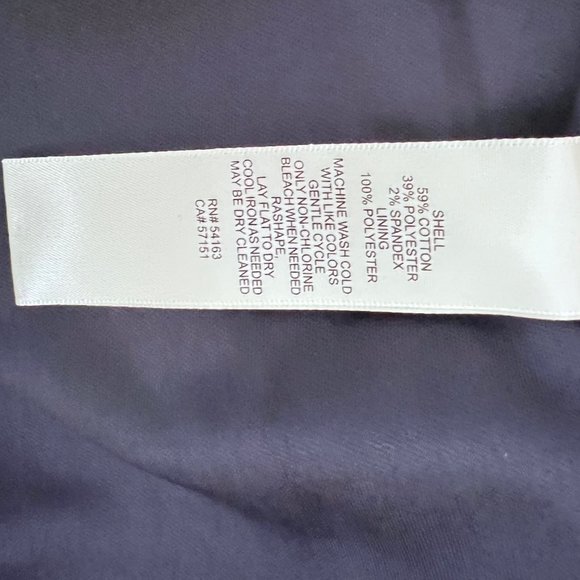 SHELL
59% COTTON
39% POLYESTER
2% SPANDEX
LINING
100% POLYESTER
MACHINE WASH COLD
WITH LIKE COLORS
GENTLE CYCLE
ONLY NON-CHLORINE
BLEACH WHEN NEEDED
RASHAPE,
LAY FLAT TO DRY
COOL IRON AS NEEDED
MAY BE DRY CLEANED
RN# 54163
CA# 57151